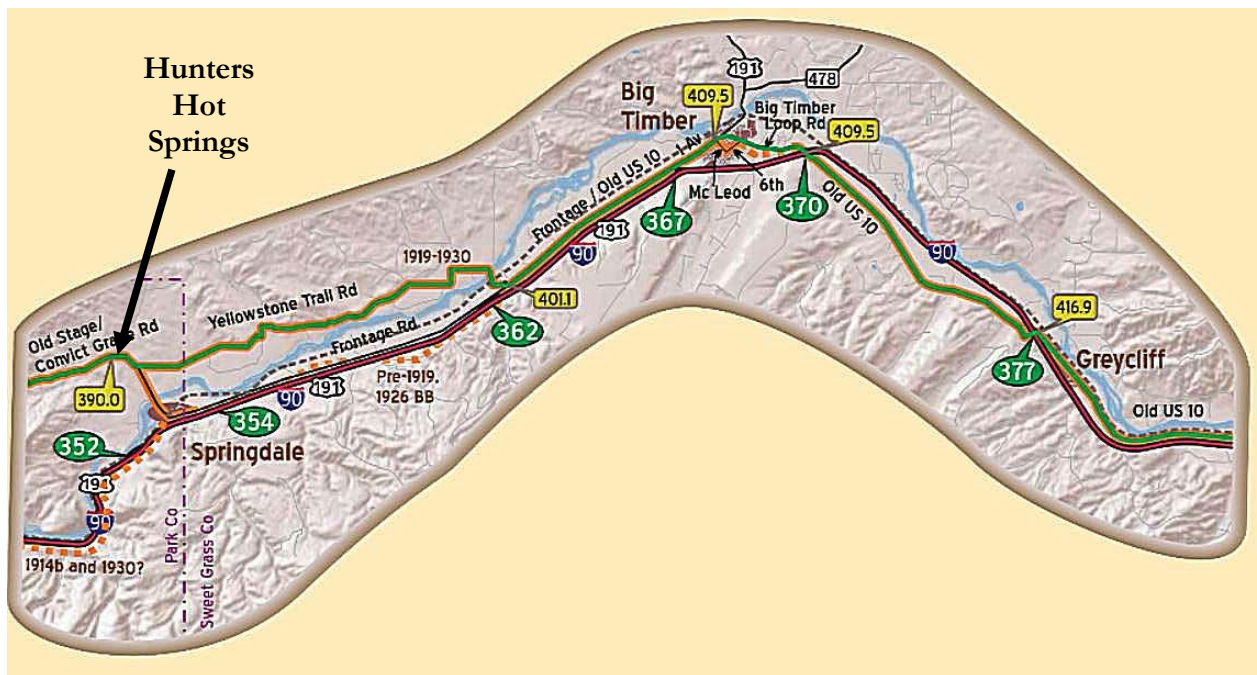 Hunters
Hot
Springs
Big
Timber
409.5
191
478
Big Timber
Loop Rd
409.5
1 Av
Frontage / Old US 10
Mc Leod
6th
367
370
Old US 10
191
90
90
1919-1930
401.1
362
416.9
377
Greycliff
Old US 10
Yellowstone Trail Rd
Old Stage/
Convict Grade Rd
390.0
Frontage Rd
191
90
Pre-1919.
1926 BB
354
352
Springdale
191
90
1914b and 1930?
Park Co
Sweet Grass Co